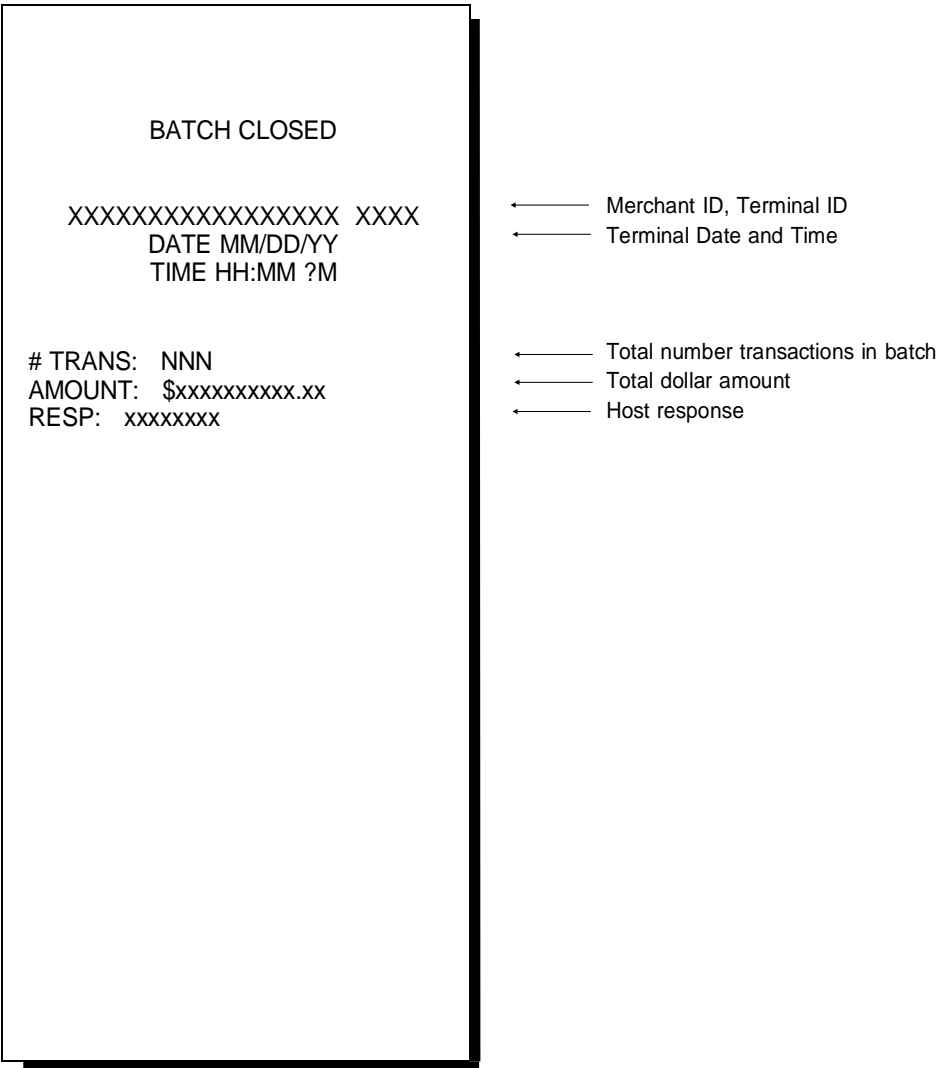 BATCH CLOSED
XXXXXXXXXXXXXXXXX XXXX
Merchant ID, Terminal ID
DATE MM/DD/YY
Terminal Date and Time
TIME HH:MM ?M
# TRANS: NNN
Total number transactions in batch
AMOUNT: $xxxxxxxxxx.xx
Total dollar amount
RESP: xxxxxxxx
Host response